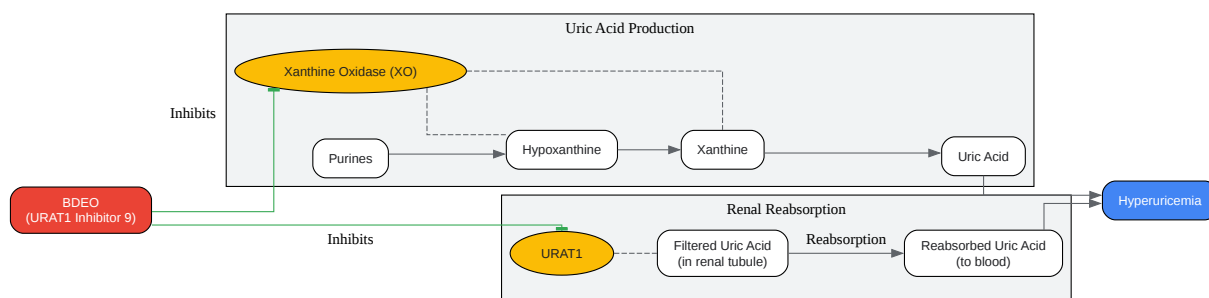 Uric Acid Production
Xanthine Oxidase (XO)
Inhibits
Purines
Hypoxanthine
Xanthine
Uric Acid
BDEO
(URAT1 Inhibitor 9)
Hyperuricemia
Renal Reabsorption
Inhibits
URAT1
Filtered Uric Acid
(in renal tubule)
Reabsorption
Reabsorbed Uric Acid
(to blood)